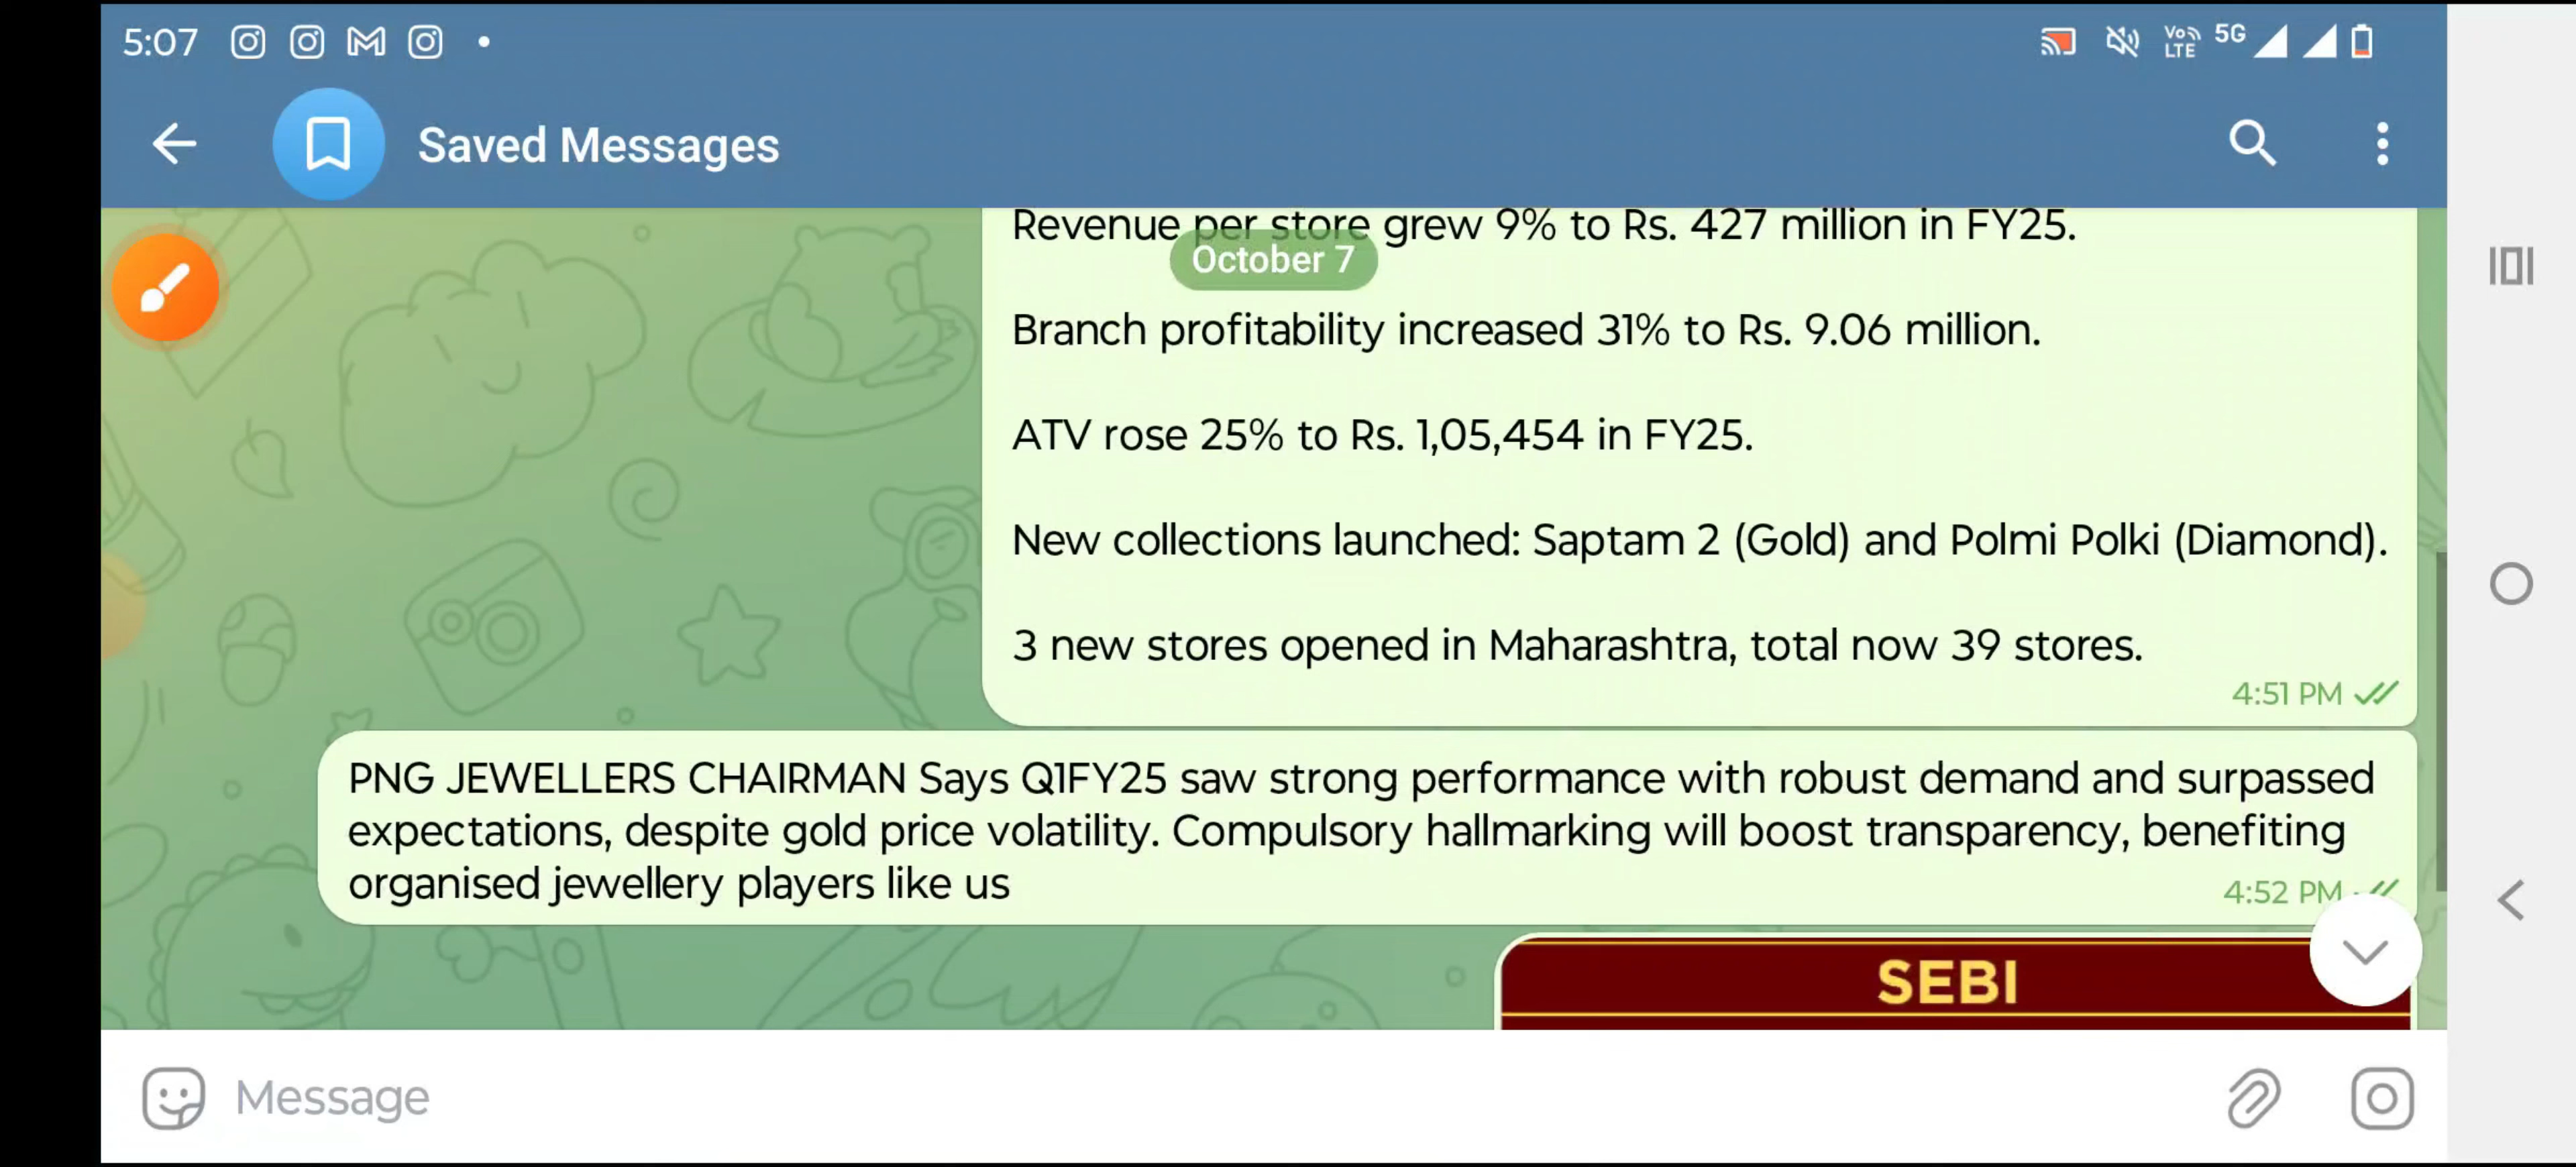 5:07
Vo LTE 5G
Saved Messages
Revenue per store grew 9% to Rs. 427 million in FY25.
October 7
Branch profitability increased 31% to Rs. 9.06 million.
ATV rose 25% to Rs. 1,05,454 in FY25.
New collections launched: Saptam 2 (Gold) and Polmi Polki (Diamond).
3 new stores opened in Maharashtra, total now 39 stores.
4:51 PM
PNG JEWELLERS CHAIRMAN Says Q1FY25 saw strong performance with robust demand and surpassed
expectations, despite gold price volatility. Compulsory hallmarking will boost transparency, benefiting
organised jewellery players like us
4:52 PM
SEBI
Message